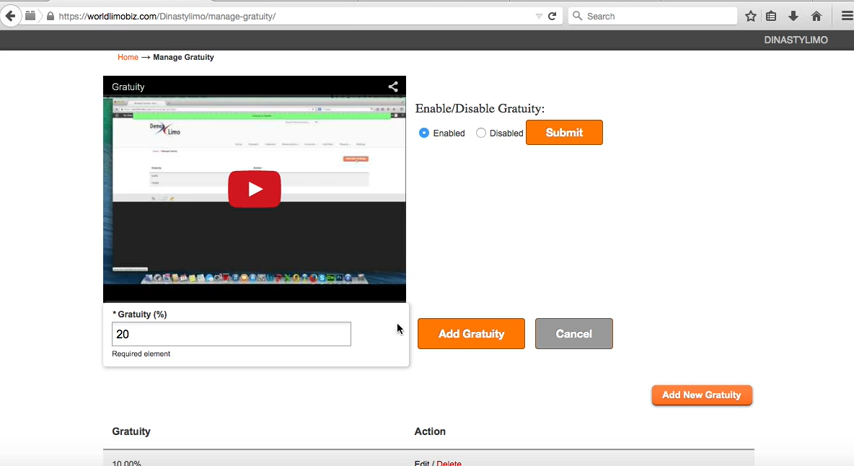 https://worldlimobiz.com/Dinastylimo/manage-gratuity/
Search
DINASTYLIMO
Home → Manage Gratuity
Gratuity
Enable/Disable Gratuity:
Enabled Disabled Submit
* Gratuity (%)
20
Required element
Add Gratuity Cancel
Add New Gratuity
Gratuity Action
10.00% Edit / Delete